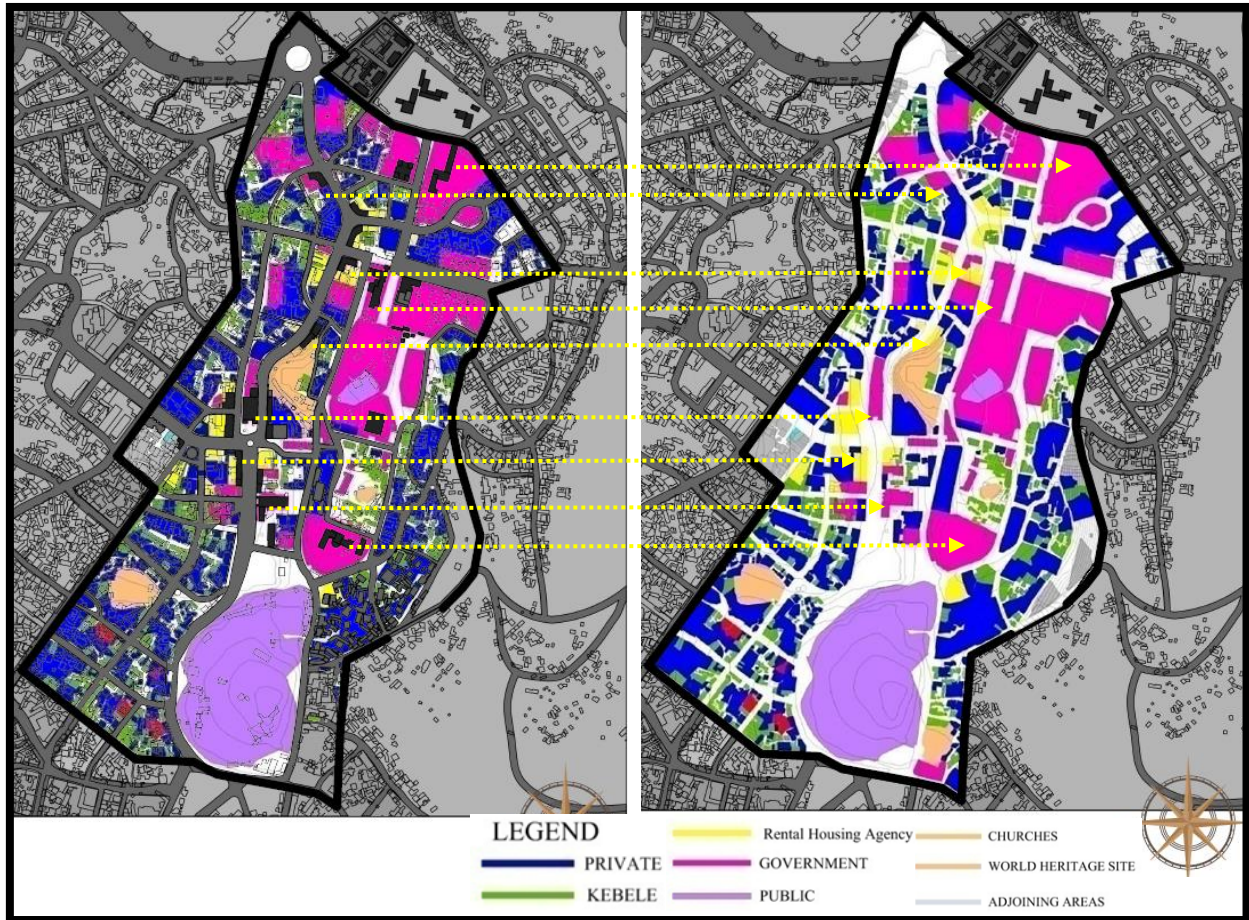 LEGEND
PRIVATE
KEBELE
Rental Housing Agency
GOVERNMENT
PUBLIC
CHURCHES
WORLD HERITAGE SITE
ADJOINING AREAS